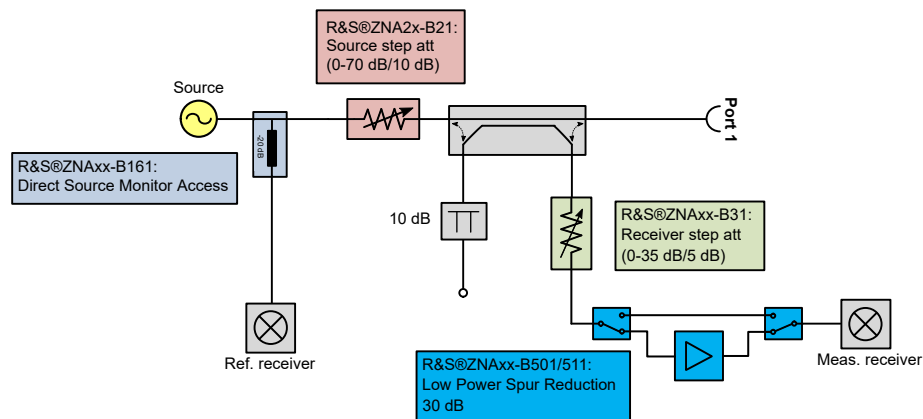 R&S®ZNA2x-B21:
Source step att
(0-70 dB/10 dB)
Source
Port 1
-20dB
R&S®ZNAxx-B161:
Direct Source Monitor Access
10 dB
R&S®ZNAxx-B31:
Receiver step att
(0-35 dB/5 dB)
Ref. receiver
R&S®ZNAxx-B501/511:
Low Power Spur Reduction
30 dB
Meas. receiver